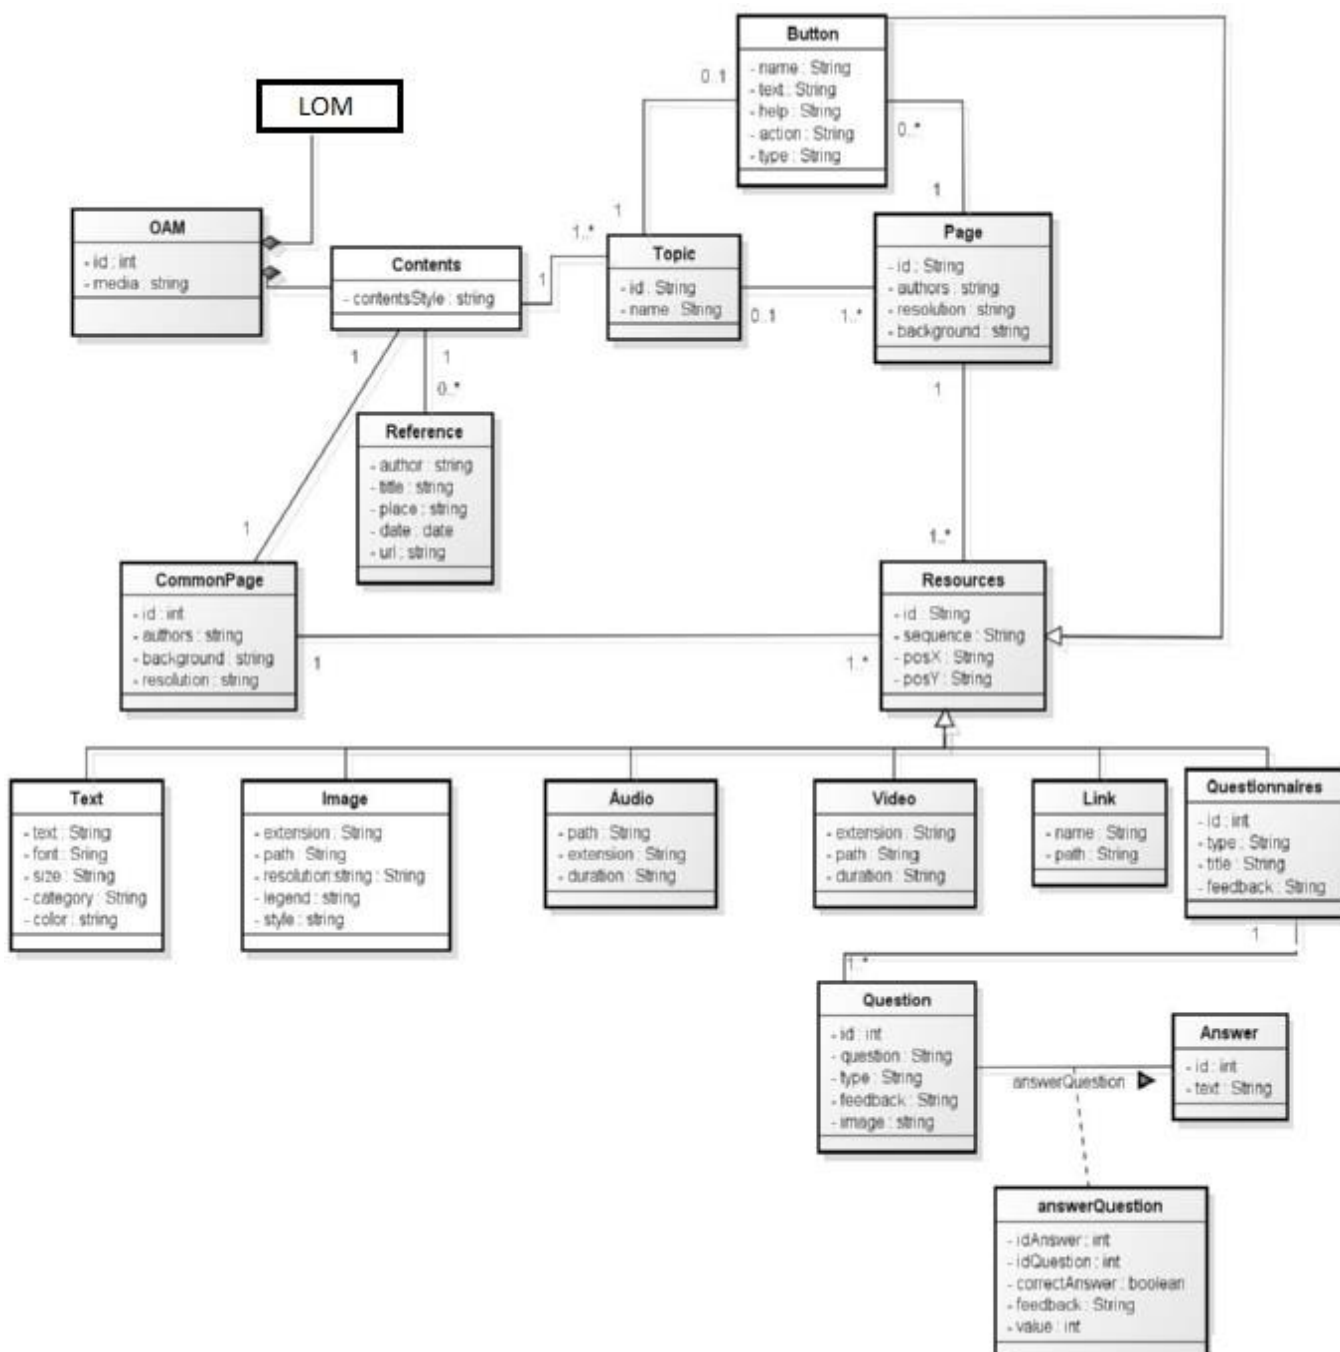 Button
- name : String
- text : String
- help : String
- action : String
- type : String
0..1
0..*
LOM
OAM
- id : int
- media : string
Contents
- contentsStyle : string
1
1..*
1
Topic
- id : String
- name : String
0..1
1..*
1
Page
- id : String
- authors : string
- resolution : string
- background : string
1
1
1
0..*
Reference
- author : string
- title : string
- place : string
- date : date
- url : string
1
CommonPage
- id : int
- authors : string
- background : string
- resolution : string
1
1..*
1..*
Resources
- id : String
- sequence : String
- posX : String
- posY : String
Text
- text : String
- font : Sring
- size : String
- category : String
- color : string
Image
- extension : String
- path : String
- resolution:string : String
- legend : string
- style : string
Áudio
- path : String
- extension : String
- duration : String
Video
- extension : String
- path : String
- duration : String
Link
- name : String
- path : String
Questionnaires
- id : int
- type : String
- title : String
- feedback : String
1
1..*
Question
- id : int
- question : String
- type : String
- feedback : String
- image : string
answerQuestion
Answer
- id : int
- text : String
answerQuestion
- idAnswer : int
- idQuestion : int
- correctAnswer : boolean
- feedback : String
- value : int